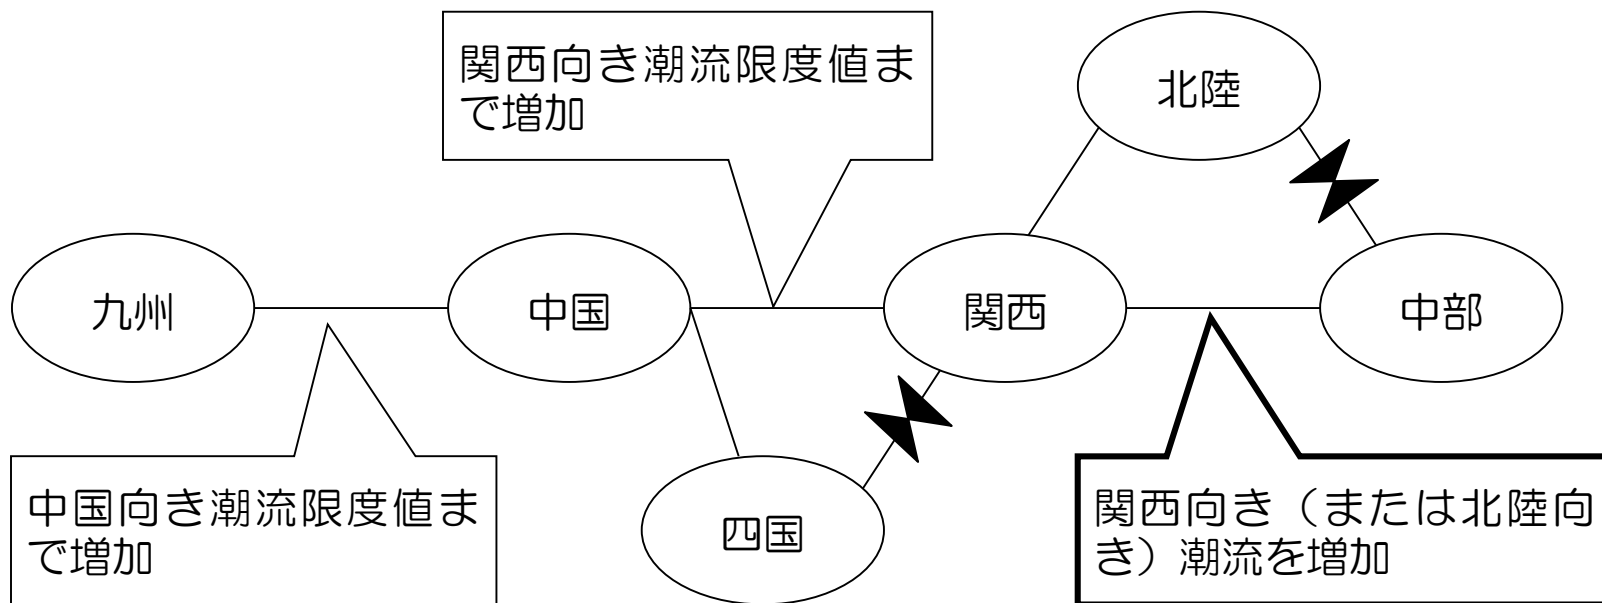 関西向き潮流限度値ま
で増加
北陸
九州
中国
関西
中部
中国向き潮流限度値ま
で増加
四国
関西向き（または北陸向
き）潮流を増加